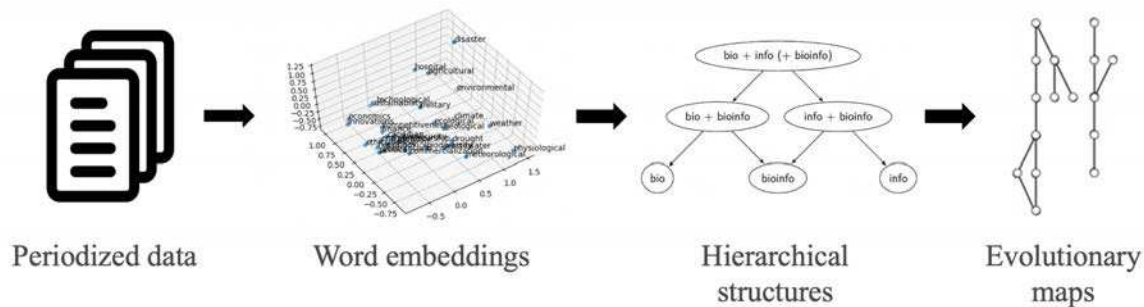 disaster
hospital
agricultural
environmental
technological
military
economics
innovation
climate
ecological
weather
drought
meteorological
physiological
1.25
1.00
0.75
0.50
0.25
0.00
−0.25
−0.50
−0.75
1.00
0.75
0.50
0.25
0.00
−0.25
−0.50
−0.75
−0.5
0.0
0.5
1.0
1.5
bio + info (+ bioinfo)
bio + bioinfo
info + bioinfo
bio
bioinfo
info
Periodized data
Word embeddings
Hierarchical
structures
Evolutionary
maps